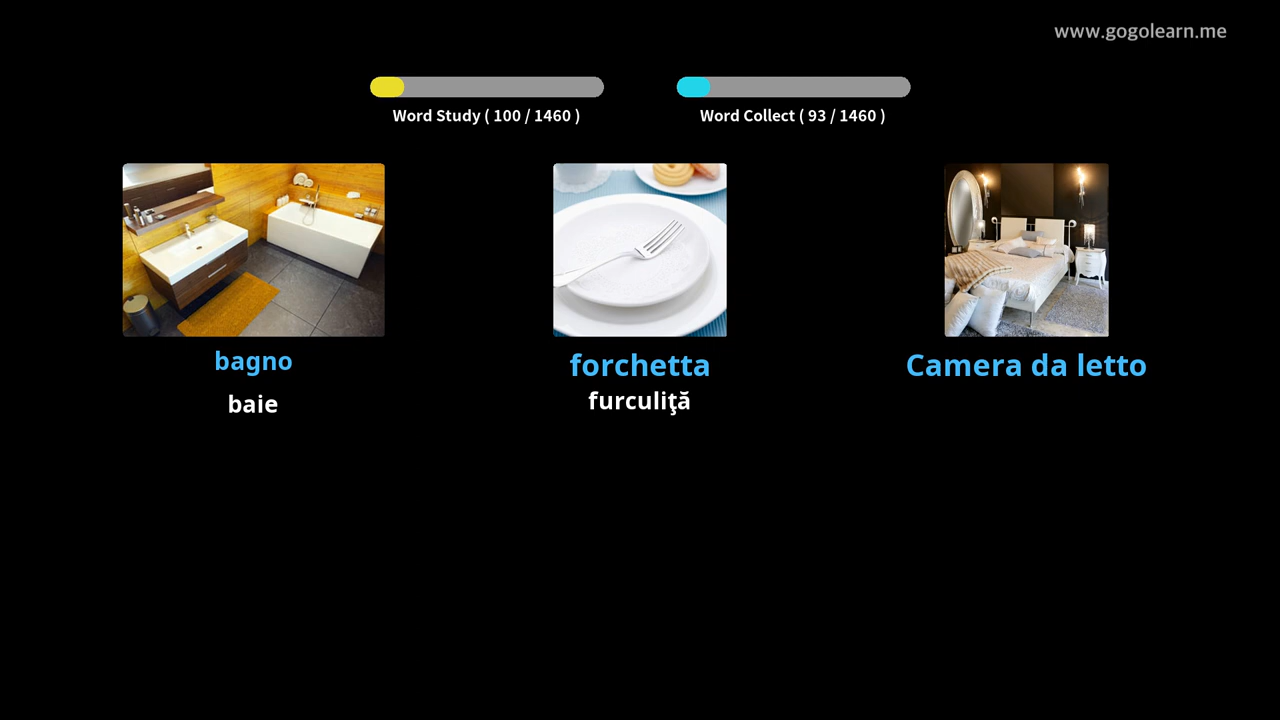 www.gogolearn.me
Word Study ( 100 / 1460 )
Word Collect ( 93 / 1460 )
bagno
baie
forchetta
furculiţă
Camera da letto